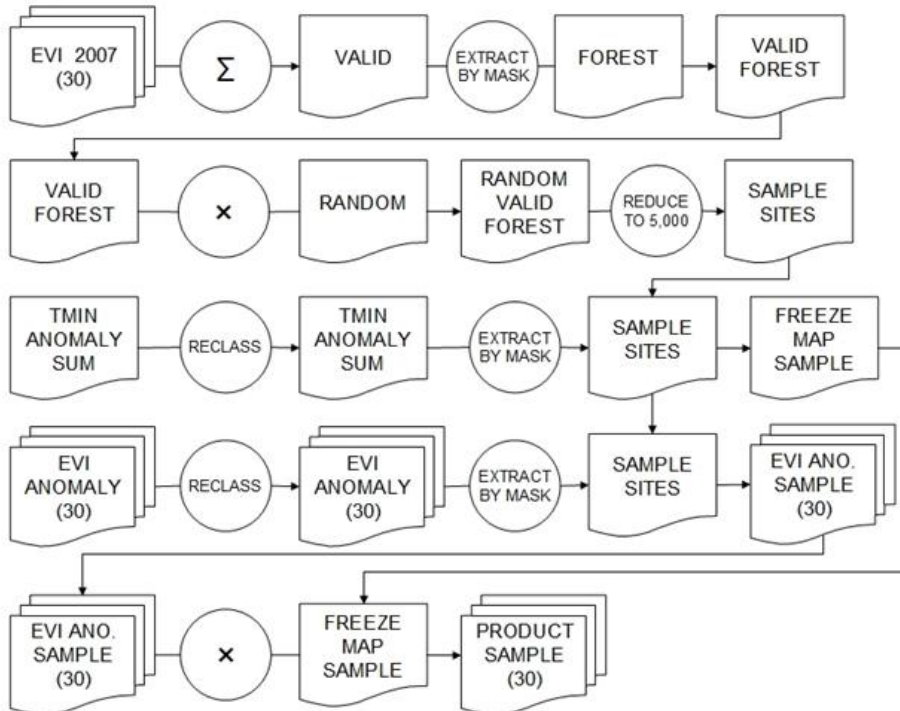 EVI 2007
(30)
Σ
VALID
EXTRACT
BY MASK
FOREST
VALID
FOREST
VALID
FOREST
×
RANDOM
RANDOM
VALID
FOREST
REDUCE
TO 5,000
SAMPLE
SITES
TMIN
ANOMALY
SUM
RECLASS
TMIN
ANOMALY
SUM
EXTRACT
BY MASK
SAMPLE
SITES
FREEZE
MAP
SAMPLE
EVI
ANOMALY
(30)
RECLASS
EVI
ANOMALY
(30)
EXTRACT
BY MASK
SAMPLE
SITES
EVI ANO.
SAMPLE
(30)
EVI ANO.
SAMPLE
(30)
×
FREEZE
MAP
SAMPLE
PRODUCT
SAMPLE
(30)